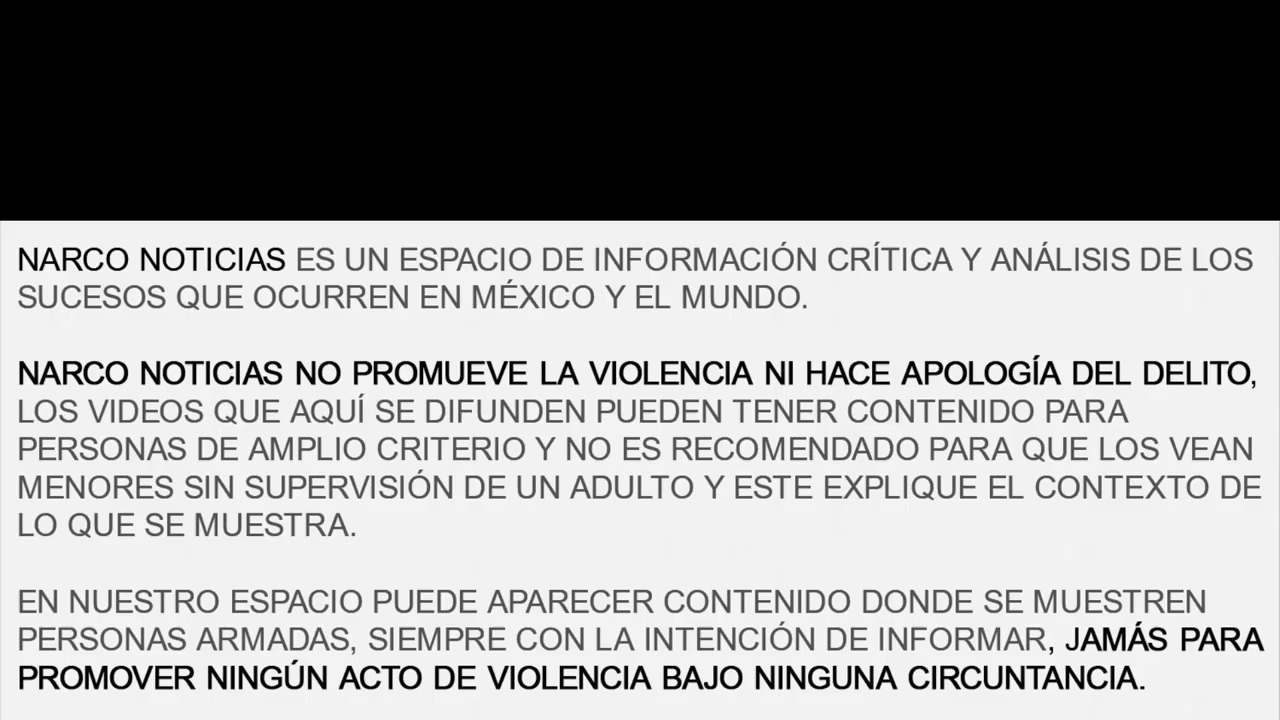 NARCO NOTICIAS ES UN ESPACIO DE INFORMACIÓN CRÍTICA Y ANÁLISIS DE LOS
SUCESOS QUE OCURREN EN MÉXICO Y EL MUNDO.
NARCO NOTICIAS NO PROMUEVE LA VIOLENCIA NI HACE APOLOGÍA DEL DELITO,
LOS VIDEOS QUE AQUÍ SE DIFUNDEN PUEDEN TENER CONTENIDO PARA
PERSONAS DE AMPLIO CRITERIO Y NO ES RECOMENDADO PARA QUE LOS VEAN
MENORES SIN SUPERVISIÓN DE UN ADULTO Y ESTE EXPLIQUE EL CONTEXTO DE
LO QUE SE MUESTRA.
EN NUESTRO ESPACIO PUEDE APARECER CONTENIDO DONDE SE MUESTREN
PERSONAS ARMADAS, SIEMPRE CON LA INTENCIÓN DE INFORMAR, JAMÁS PARA
PROMOVER NINGÚN ACTO DE VIOLENCIA BAJO NINGUNA CIRCUNTANCIA.